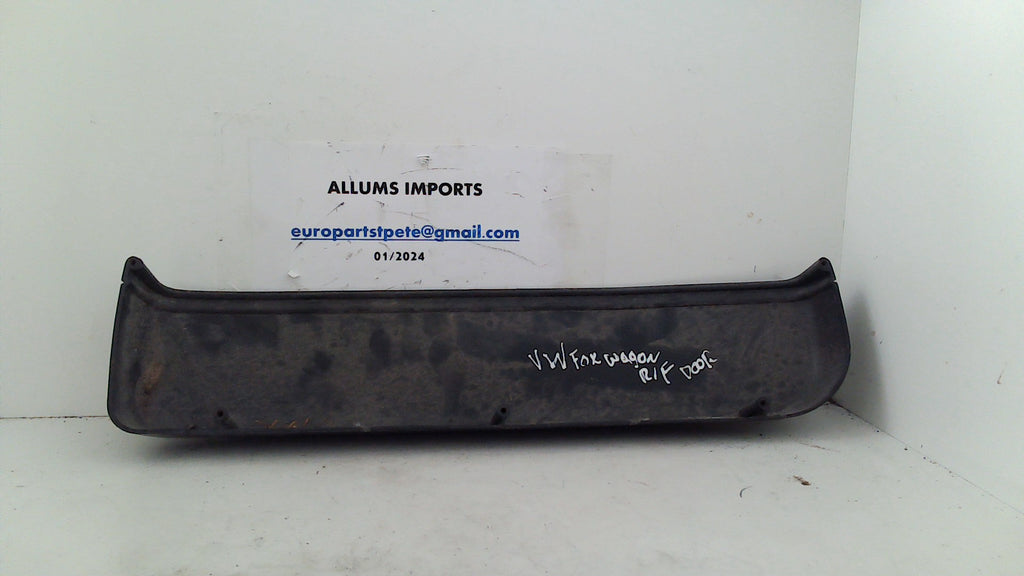 ALLUMS IMPORTS
europartstpete@gmail.com
01/2024
VW FOX WAGON
R/F DOOR